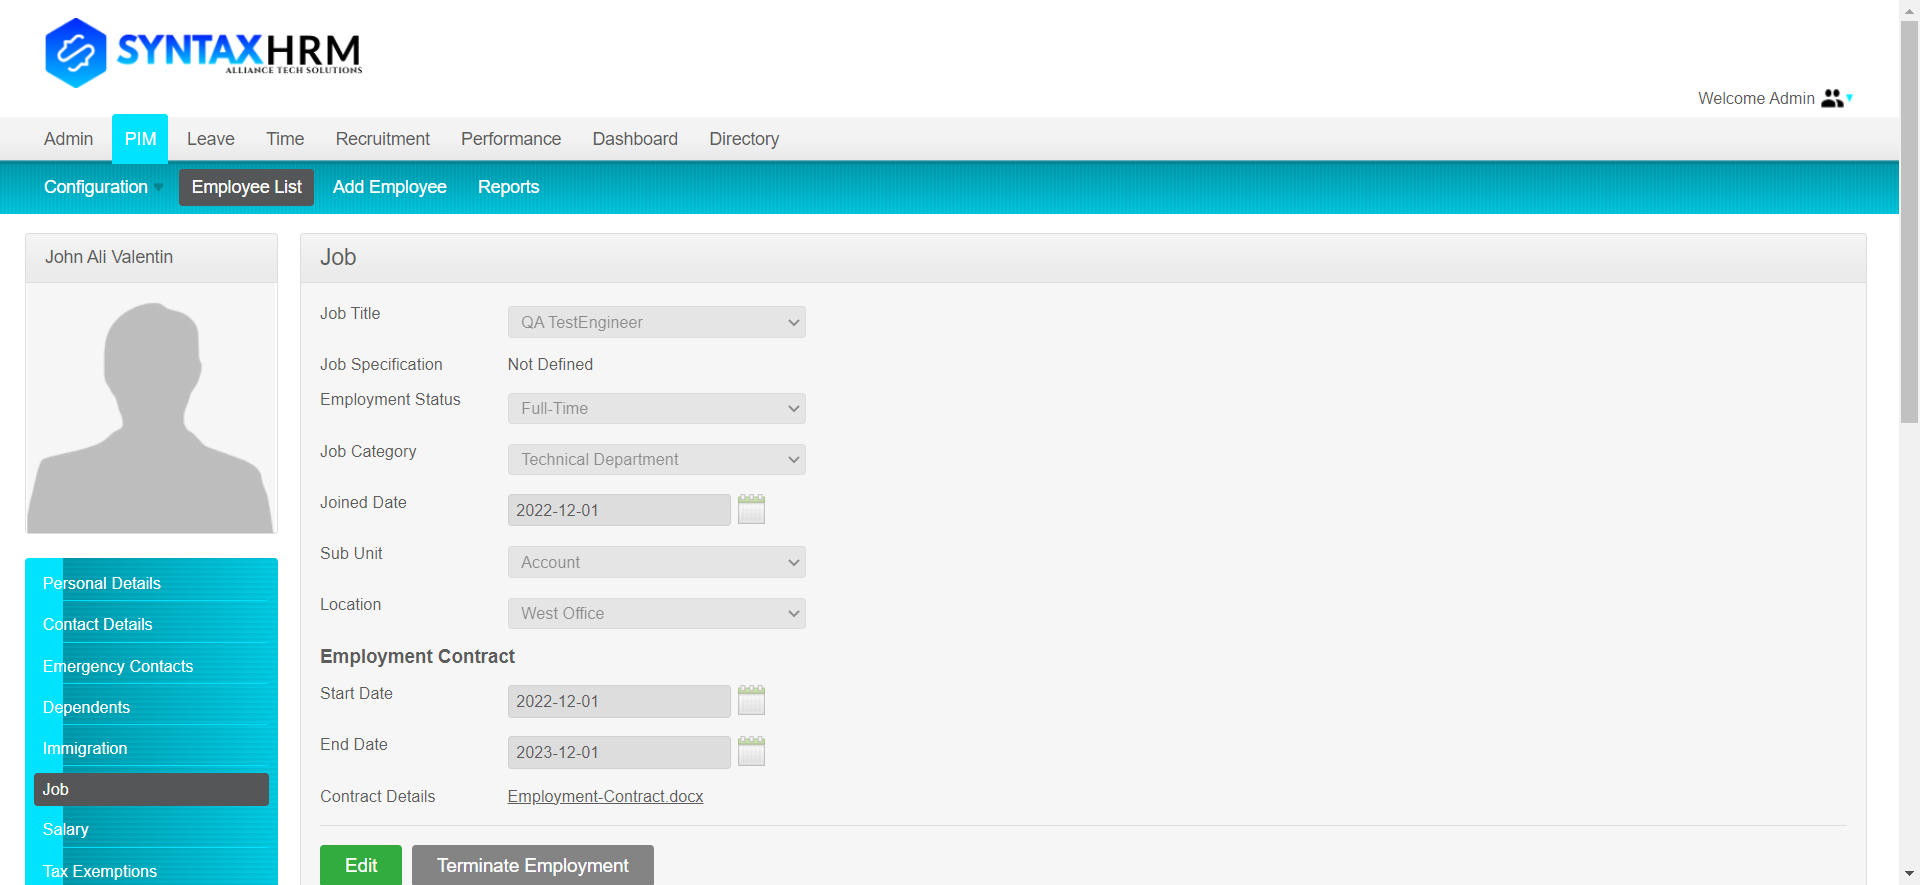 SYNTAXHRM
ALLIANCE TECH SOLUTIONS
Welcome Admin
Admin PIM Leave Time Recruitment Performance Dashboard Directory
Configuration Employee List Add Employee Reports
John Ali Valentin
Personal Details
Contact Details
Emergency Contacts
Dependents
Immigration
Job
Salary
Tax Exemptions
Job
Job Title QA TestEngineer
Job Specification Not Defined
Employment Status Full-Time
Job Category Technical Department
Joined Date 2022-12-01
Sub Unit Account
Location West Office
Employment Contract
Start Date 2022-12-01
End Date 2023-12-01
Contract Details Employment-Contract.docx
Edit Terminate Employment